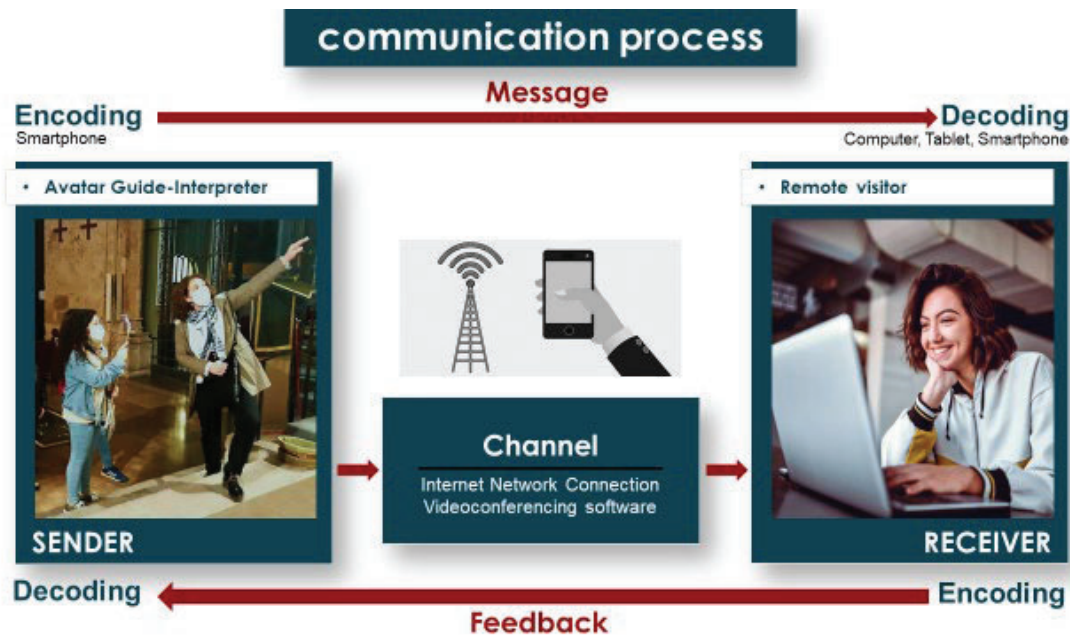 communication process
Message
Encoding
Smartphone
Decoding
Computer, Tablet, Smartphone
• Avatar Guide-Interpreter
• Remote visitor
Channel
Internet Network Connection
Videoconferencing software
SENDER
RECEIVER
Decoding
Encoding
Feedback